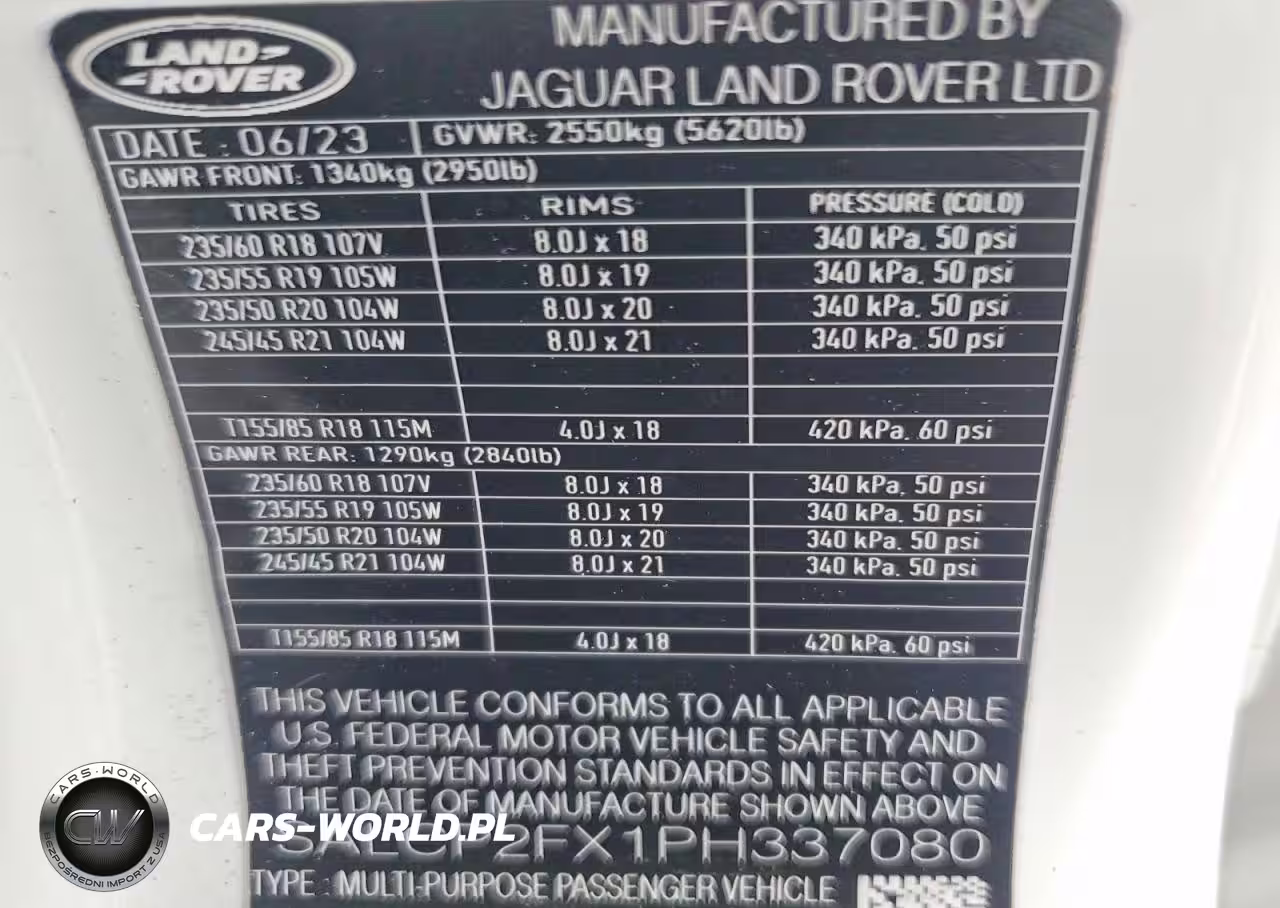 LAND
ROVER
MANUFACTURED BY
JAGUAR LAND ROVER LTD
DATE : 06/23 GVWR: 2550kg (5620lb)
GAWR FRONT: 1340kg (2950lb)
TIRES RIMS PRESSURE (COLD)
235/60 R18 107V 8.0J x 18 340 kPa. 50 psi
235/55 R19 105W 8.0J x 19 340 kPa. 50 psi
235/50 R20 104W 8.0J x 20 340 kPa. 50 psi
245/45 R21 104W 8.0J x 21 340 kPa. 50 psi
T155/85 R18 115M 4.0J x 18 420 kPa. 60 psi
GAWR REAR: 1290kg (2840lb)
235/60 R18 107V 8.0J x 18 340 kPa. 50 psi
235/55 R19 105W 8.0J x 19 340 kPa. 50 psi
235/50 R20 104W 8.0J x 20 340 kPa. 50 psi
245/45 R21 104W 8.0J x 21 340 kPa. 50 psi
T155/85 R18 115M 4.0J x 18 420 kPa. 60 psi
THIS VEHICLE CONFORMS TO ALL APPLICABLE
U.S. FEDERAL MOTOR VEHICLE SAFETY AND
THEFT PREVENTION STANDARDS IN EFFECT ON
THE DATE OF MANUFACTURE SHOWN ABOVE
SALCP2FX1PH337080
TYPE : MULTI-PURPOSE PASSENGER VEHICLE
CARS-WORLD
CW
BEZPOŚREDNI IMPORT Z USA
CARS-WORLD.PL